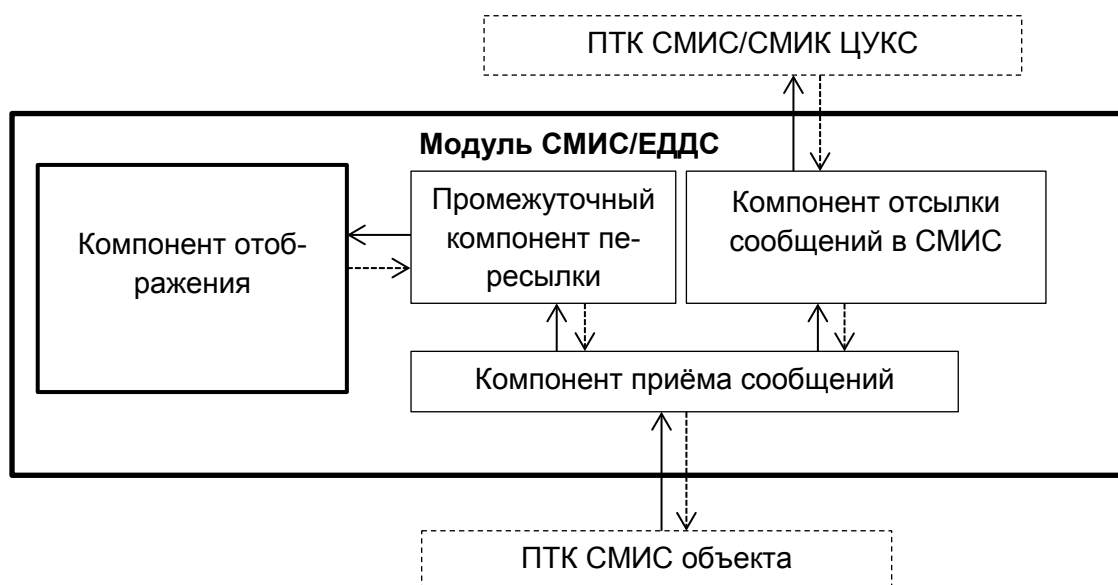 ПТК СМИС/СМИК ЦУКС
Модуль СМИС/ЕДДС
Компонент отоб-
ражения
Промежуточный
компонент пе-
ресылки
Компонент отсылки
сообщений в СМИС
Компонент приёма сообщений
ПТК СМИС объекта